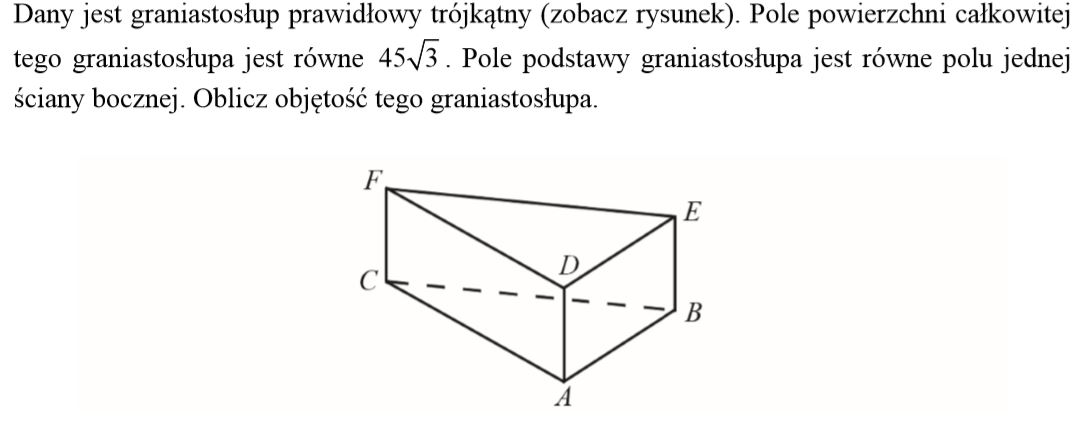 Dany jest graniastosłup prawidłowy trójkątny (zobacz rysunek). Pole powierzchni całkowitej
tego graniastosłupa jest równe 45√3 . Pole podstawy graniastosłupa jest równe polu jednej
ściany bocznej. Oblicz objętość tego graniastosłupa.
F
E
D
C
B
A